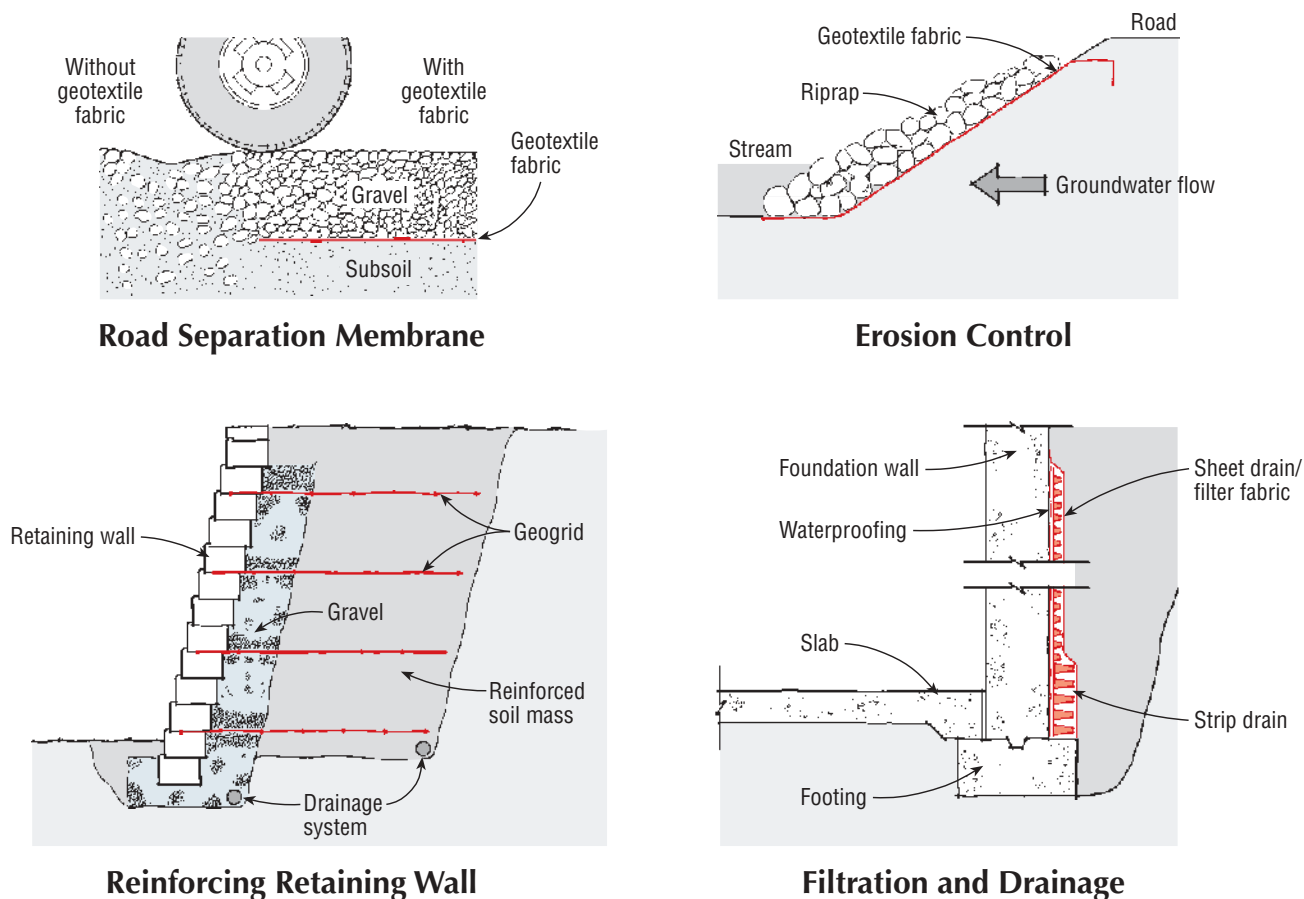 Without
geotextile
fabric
With
geotextile
fabric
Geotextile
fabric
Gravel
Subsoil
Road Separation Membrane
Road
Geotextile fabric
Riprap
Stream
Groundwater flow
Erosion Control
Retaining wall
Geogrid
Gravel
Reinforced
soil mass
Drainage
system
Reinforcing Retaining Wall
Foundation wall
Sheet drain/
filter fabric
Waterproofing
Slab
Strip drain
Footing
Filtration and Drainage